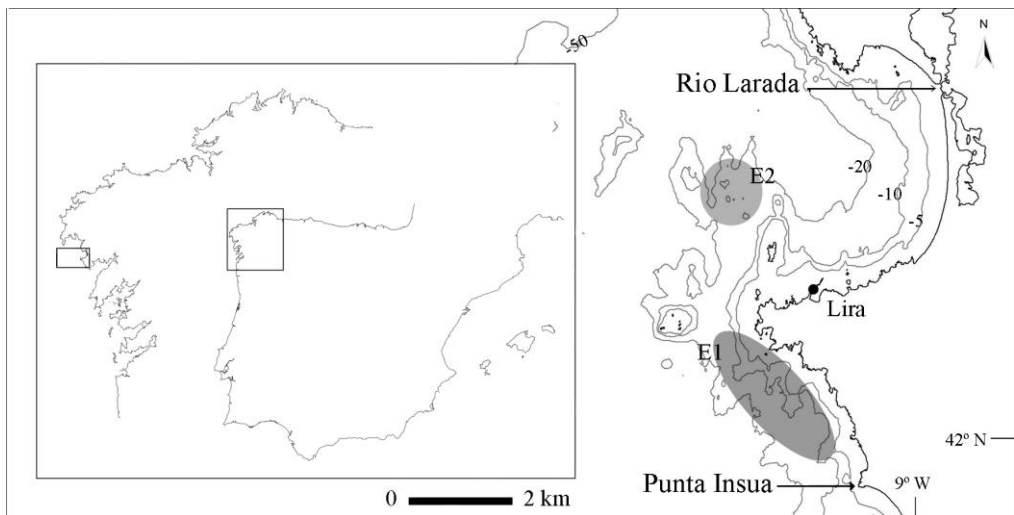 -50
N
Rio Larada
E2
-20
-10
-5
Lira
E1
42º N
Punta Insua
9º W
0 2 km